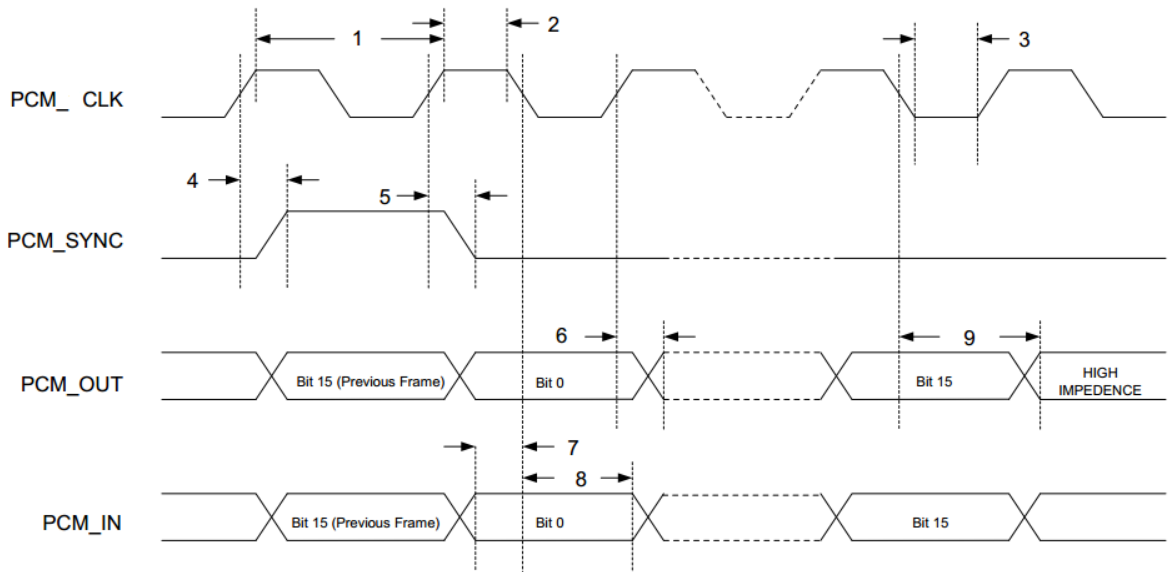 1
2
3
PCM_ CLK
4
5
PCM_SYNC
6
9
PCM_OUT
Bit 15 (Previous Frame)
Bit 0
Bit 15
HIGH
IMPEDENCE
7
8
PCM_IN
Bit 15 (Previous Frame)
Bit 0
Bit 15